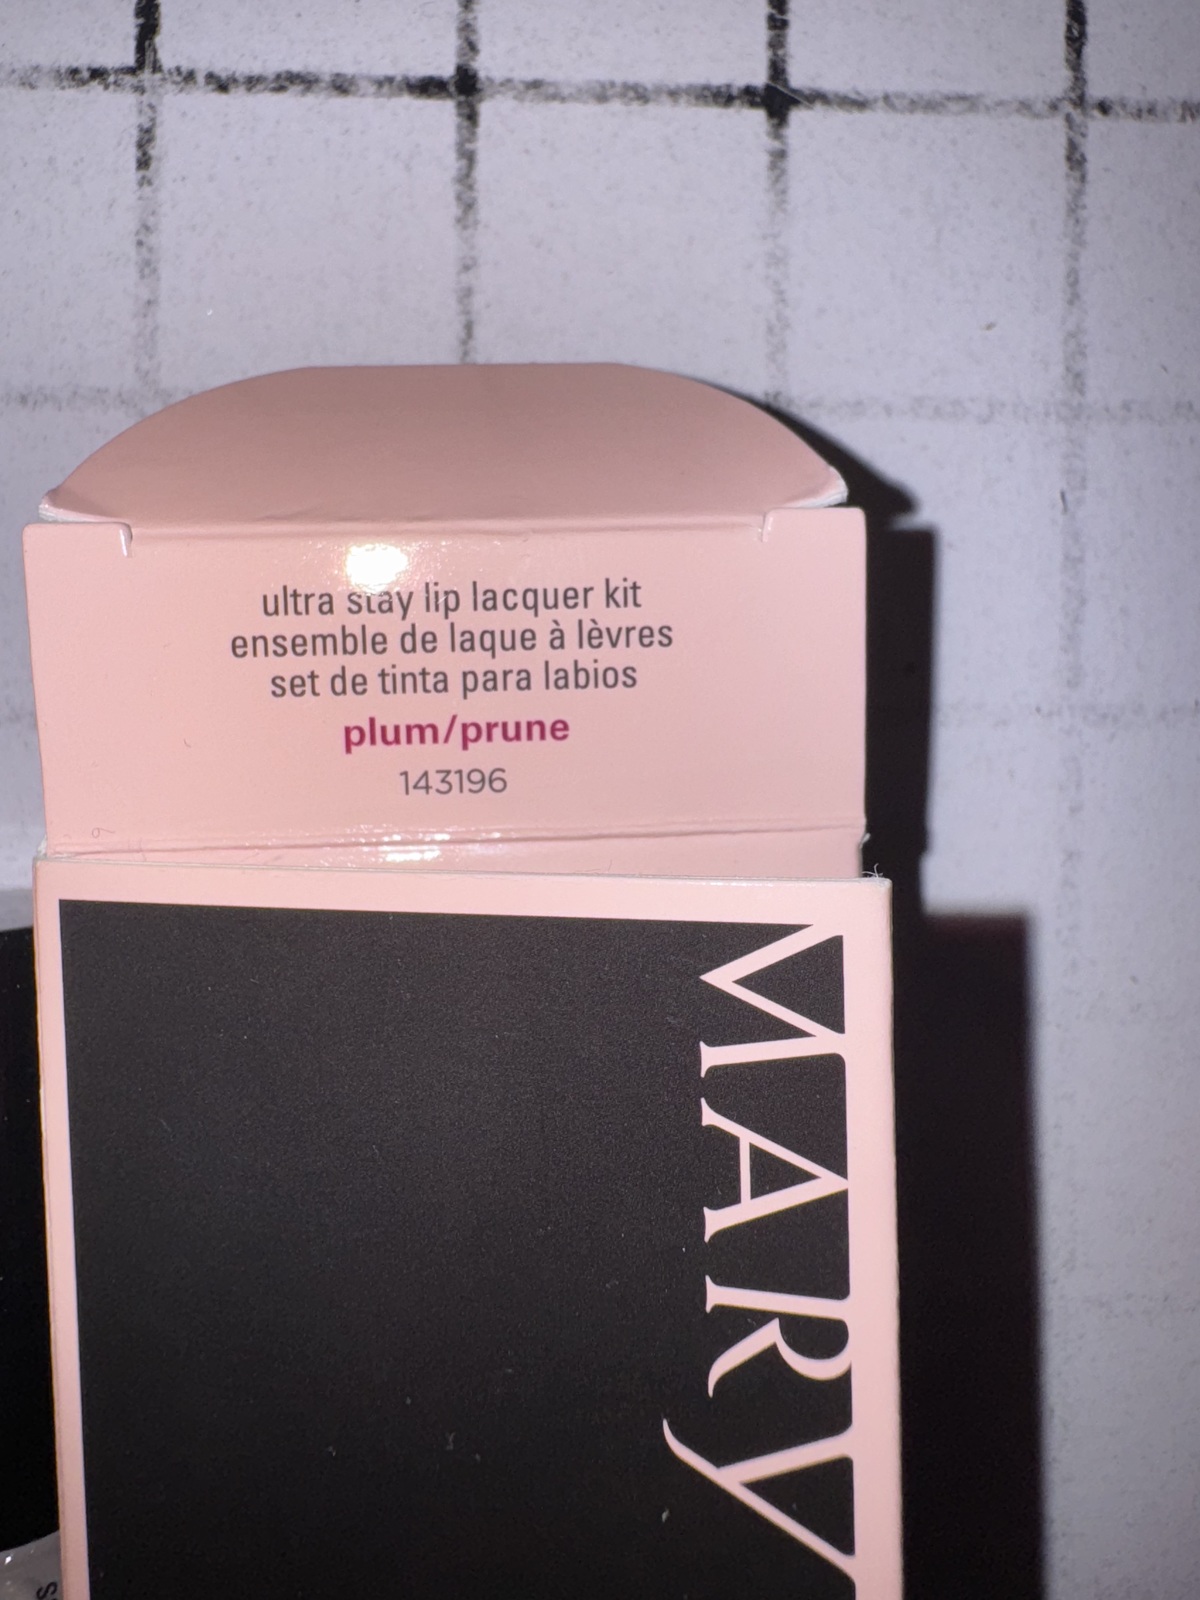 ultra stay lip lacquer kit
ensemble de laque à lèvres
set de tinta para labios
plum/prune
143196
MARY